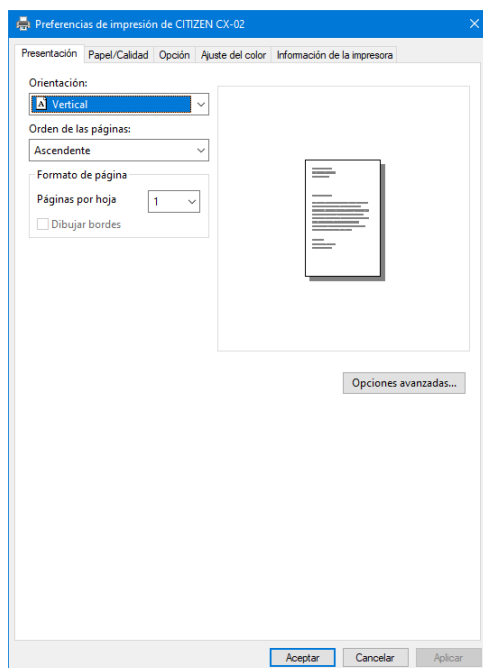 Preferencias de impresión de CITIZEN CX-02
Presentación Papel/Calidad Opción Ajuste del color Información de la impresora
Orientación:
A Vertical
Orden de las páginas:
Ascendente
Formato de página
Páginas por hoja 1
Dibujar bordes
Opciones avanzadas...
Aceptar Cancelar Aplicar